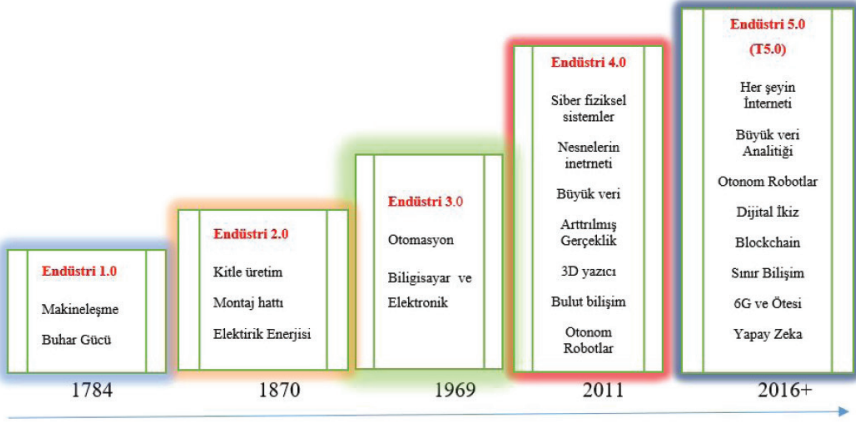 Endüstri 1.0
Makineleşme
Buhar Gücü
1784
Endüstri 2.0
Kitle üretim
Montaj hattı
Elektirik Enerjisi
1870
Endüstri 3.0
Otomasyon
Biligisayar ve
Elektronik
1969
Endüstri 4.0
Siber fiziksel
sistemler
Nesnelerin
inetrneti
Büyük veri
Arttrılmış
Gerçeklik
3D yazıcı
Bulut bilişim
Otonom
Robotlar
2011
Endüstri 5.0
(T5.0)
Her şeyin
İnterneti
Büyük veri
Analitiği
Otonom Robotlar
Dijital İkiz
Blockchain
Sınır Bilişim
6G ve Ötesi
Yapay Zeka
2016+